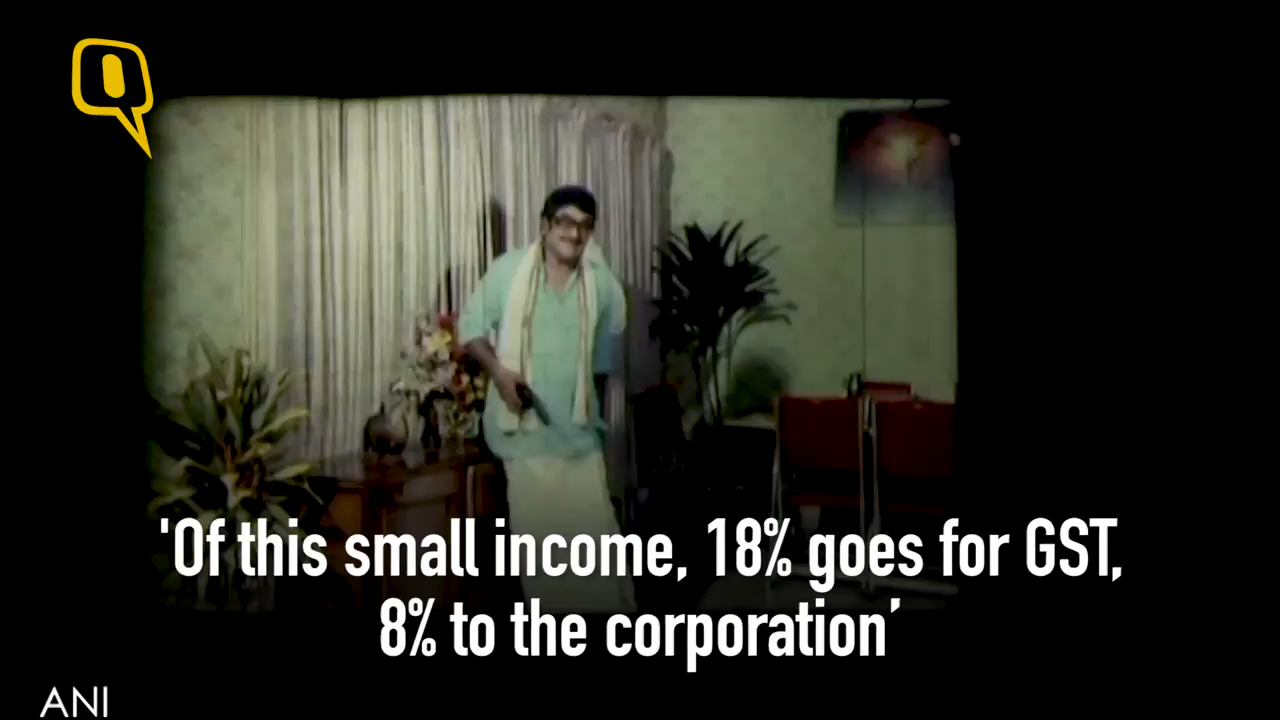 'Of this small income, 18% goes for GST,
8% to the corporation’
ANI